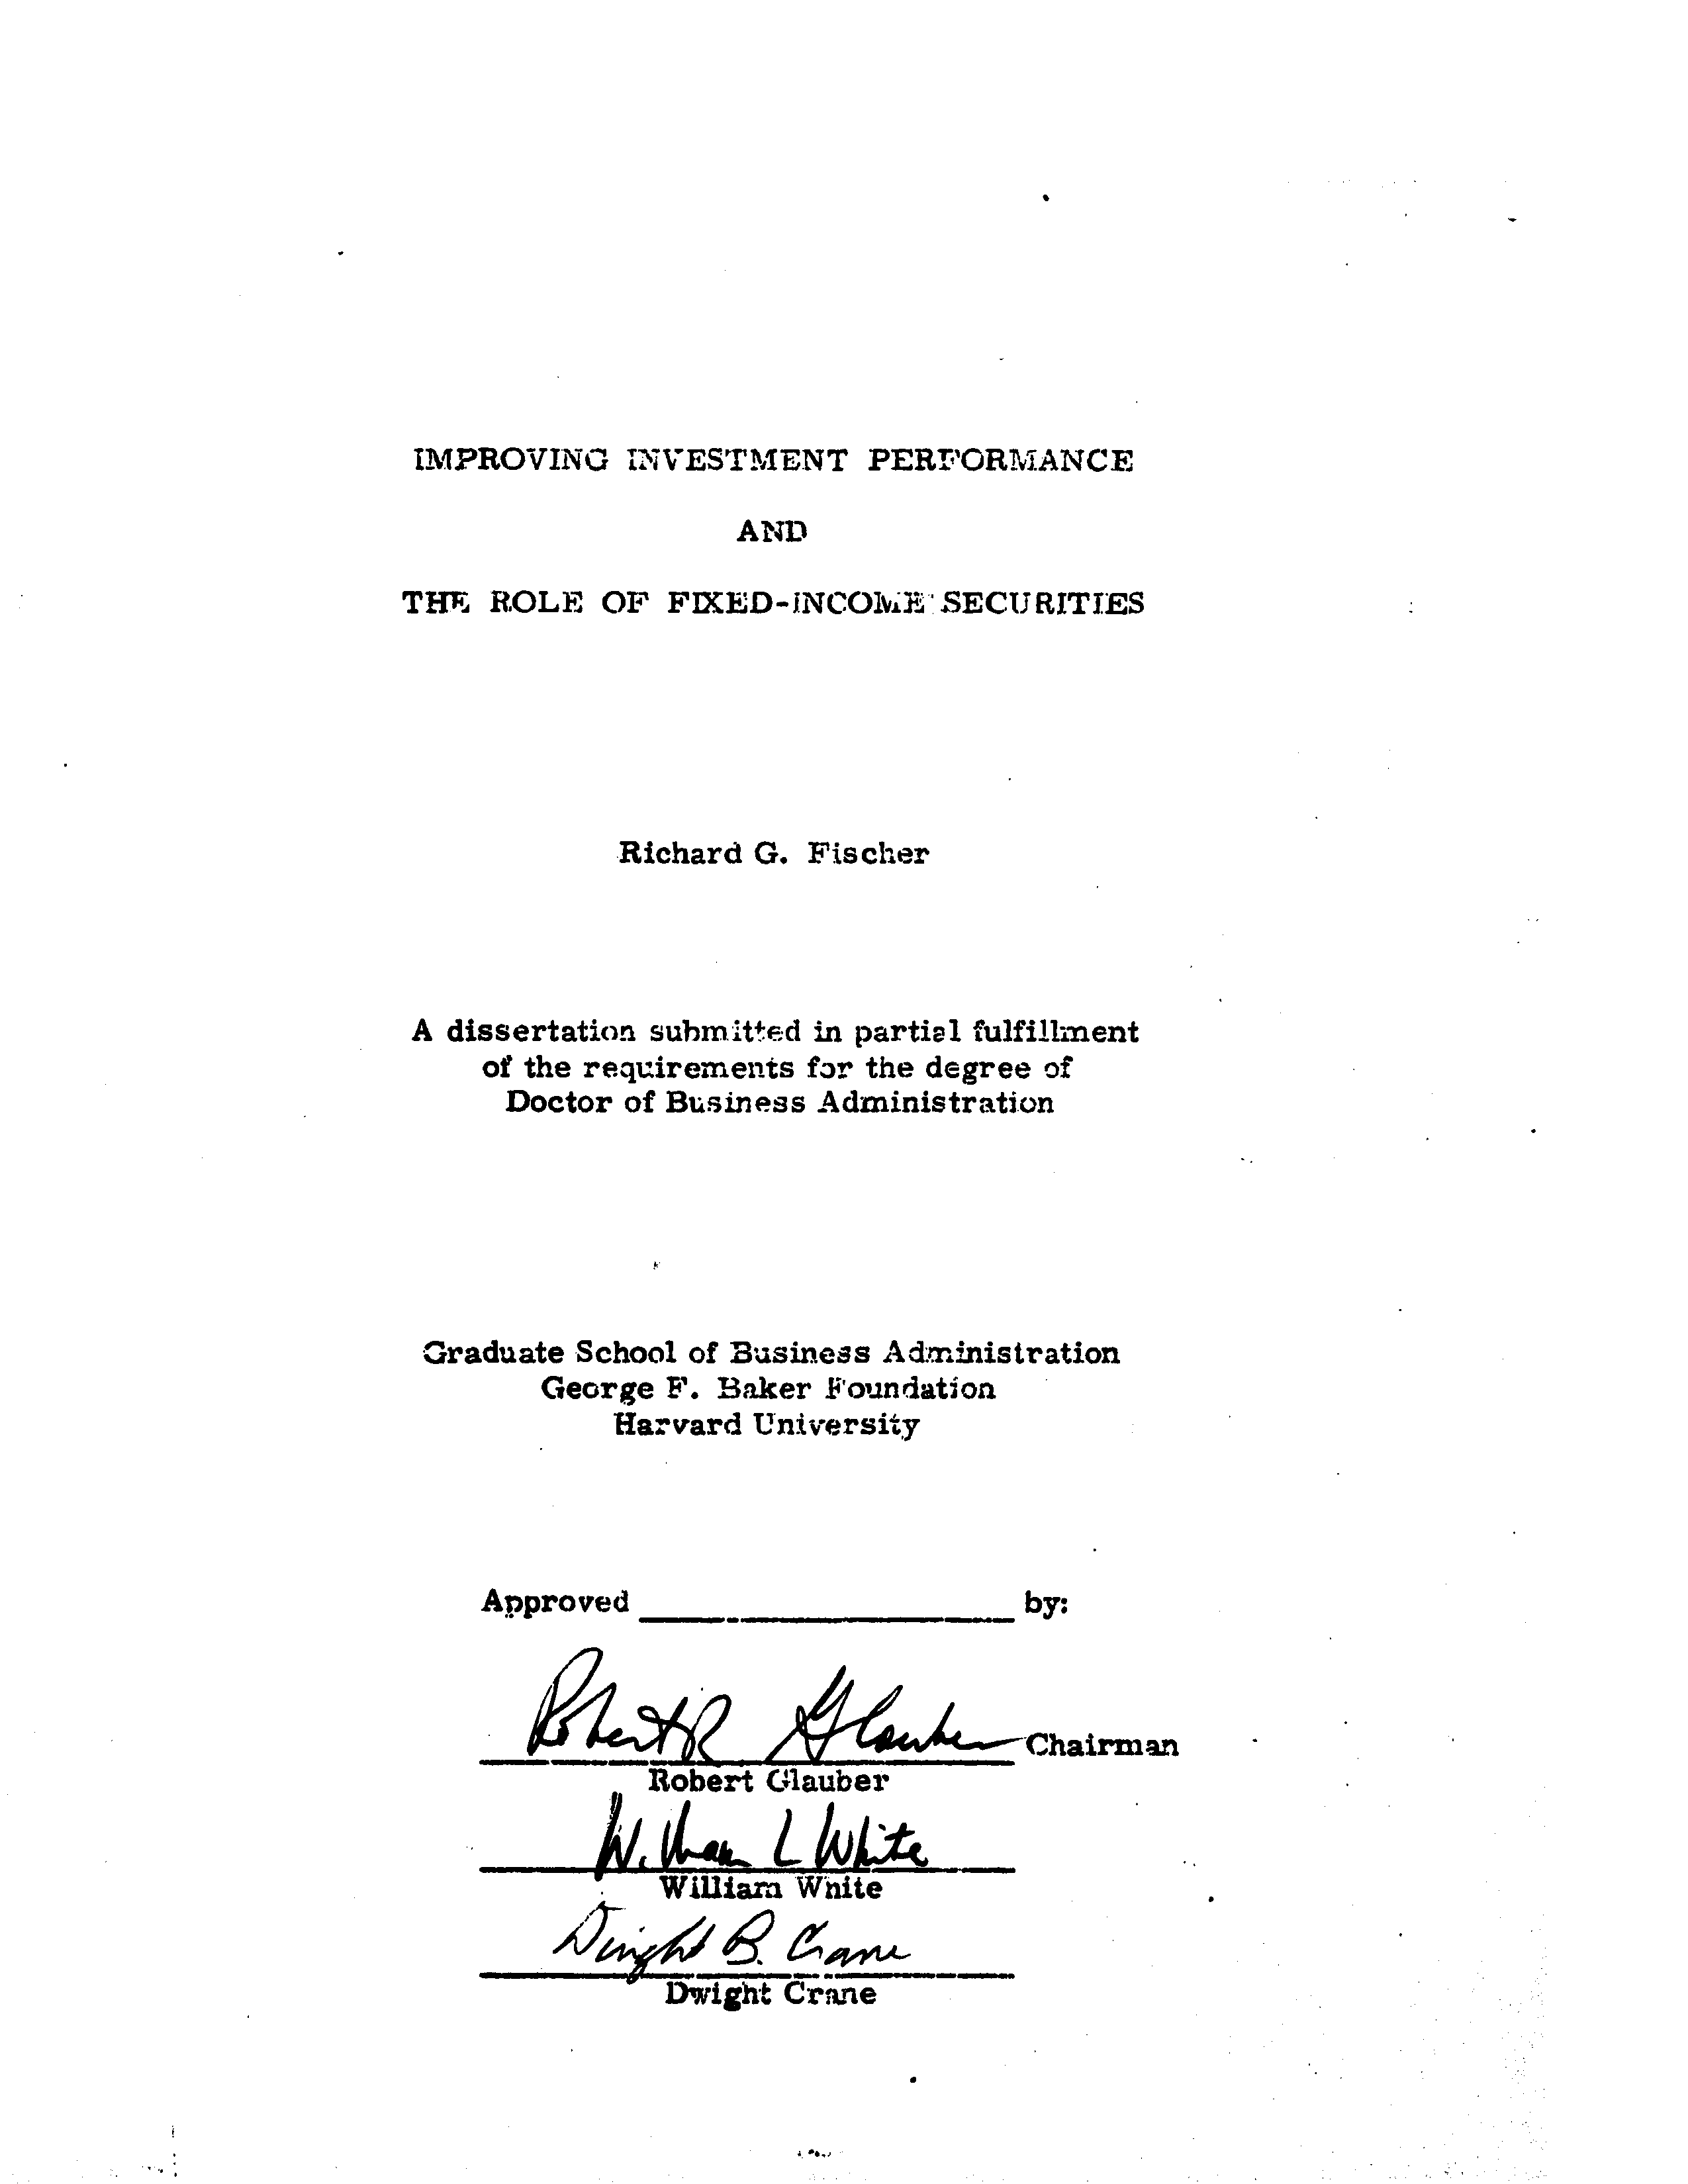 IMPROVING INVESTMENT PERFORMANCE
AND
THE ROLE OF FIXED-INCOME SECURITIES
Richard G. Fischer
A dissertation submitted in partial fulfillment
of the requirements for the degree of
Doctor of Business Administration
Graduate School of Business Administration
George F. Baker Foundation
Harvard University
Approved ____________________ by:
Robert R Glauber Chairman
Robert Glauber
William L White
William White
Dwight B. Crane
Dwight Crane